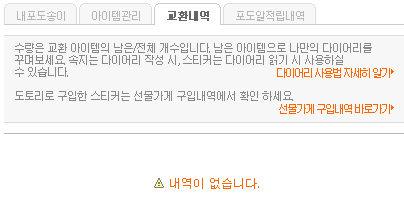 내포도송이 아이템관리 교환내역 포도알적립내역
수량은 교환 아이템의 남은/전체 개수입니다. 남은 아이템으로 나만의 다이어리를
꾸며보세요. 속지는 다이어리 작성 시, 스티커는 다이어리 읽기 시 사용하실
수 있습니다. 다이어리 사용법 자세히 알기
도토리로 구입한 스티커는 선물가게 구입내역에서 확인 하세요.
선물가게 구입내역 바로가기
내역이 없습니다.